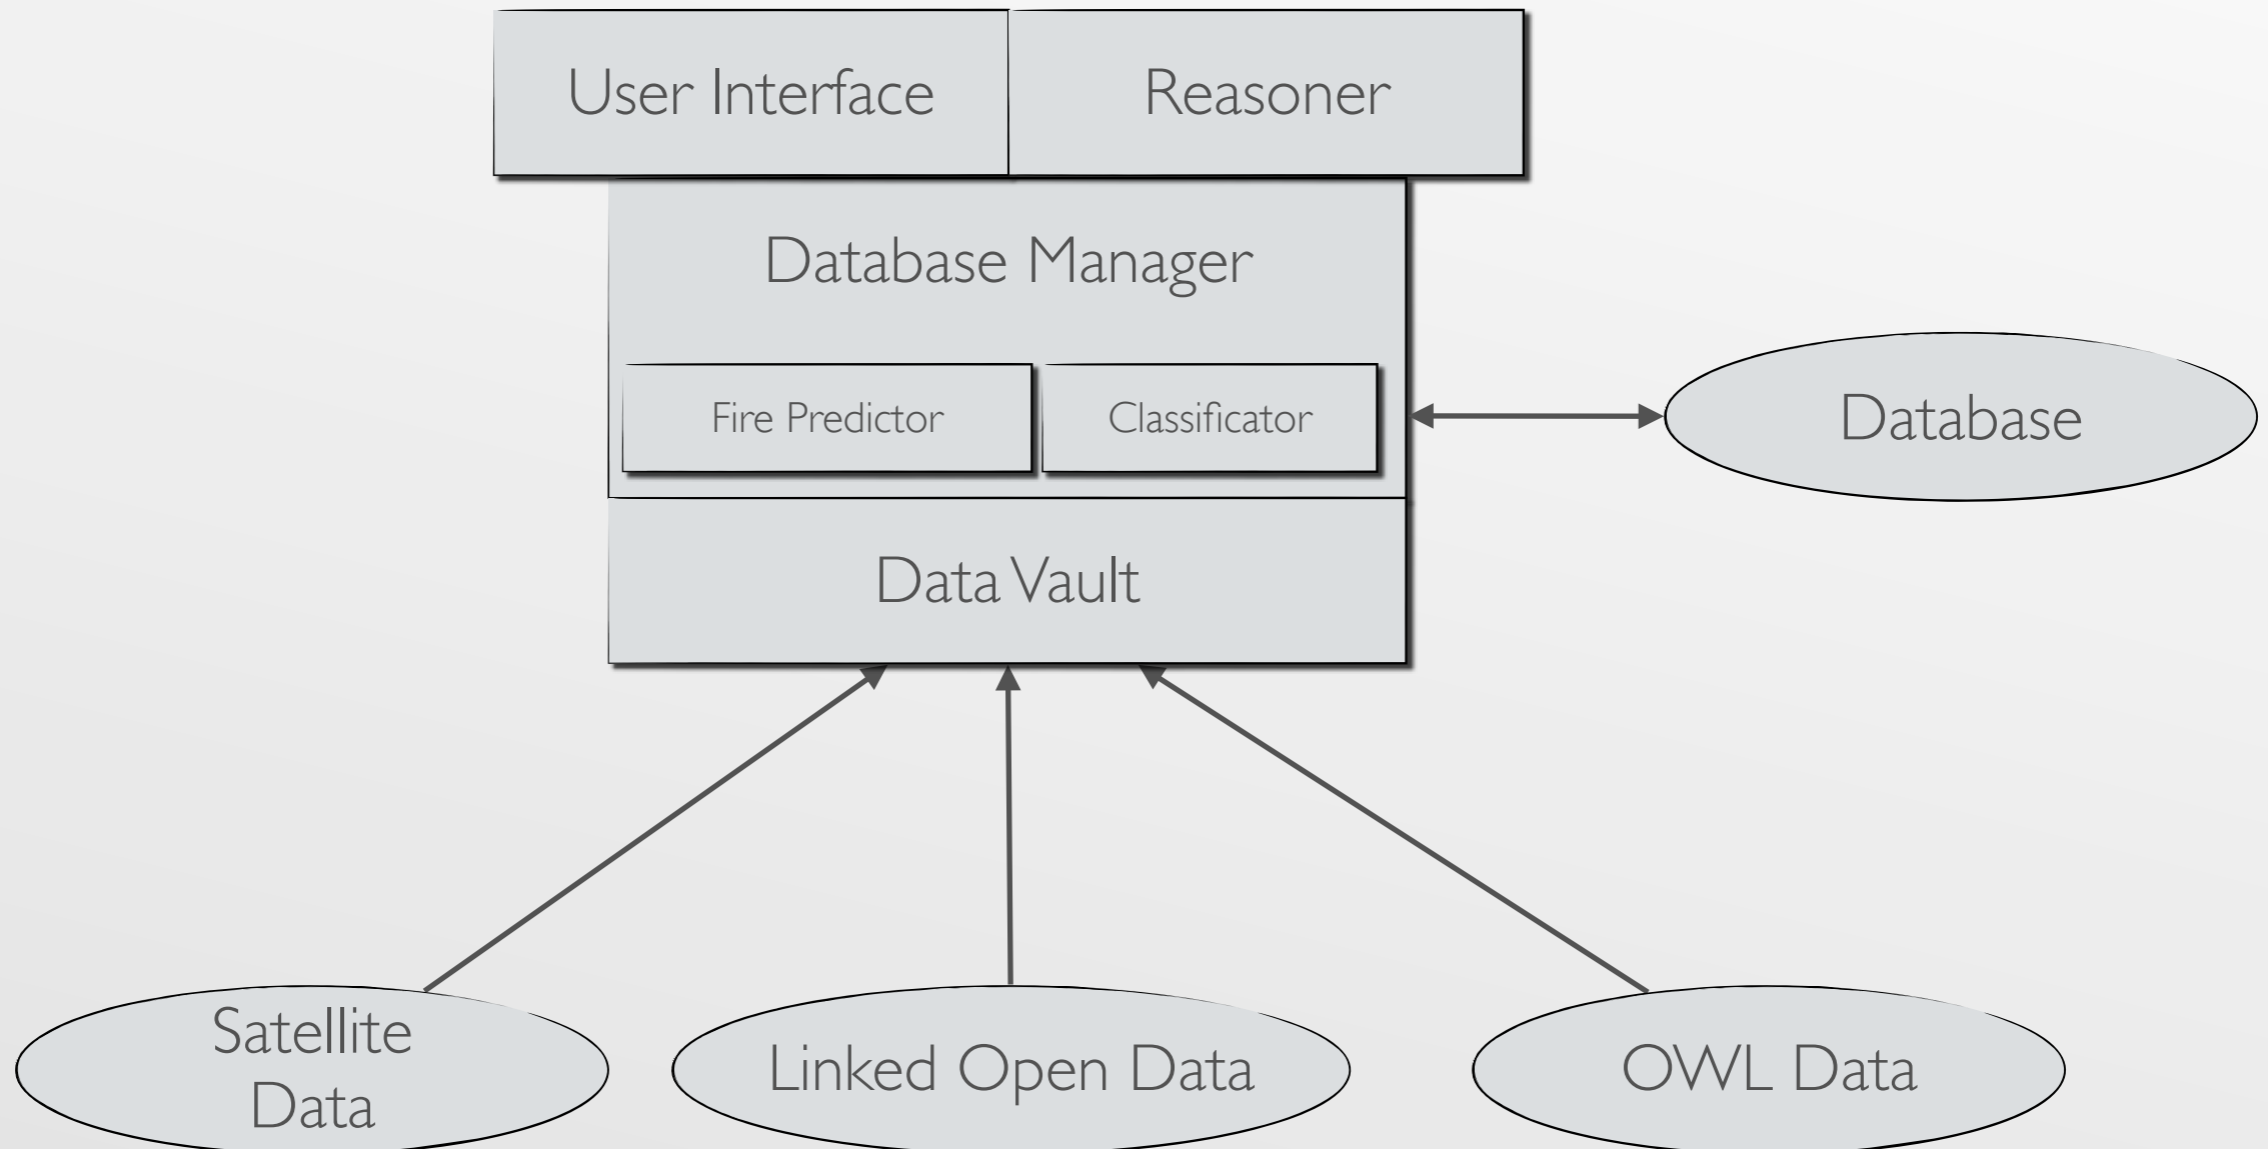 User Interface
Reasoner
Database Manager
Fire Predictor
Classificator
Database
Data Vault
Satellite
Data
Linked Open Data
OWL Data